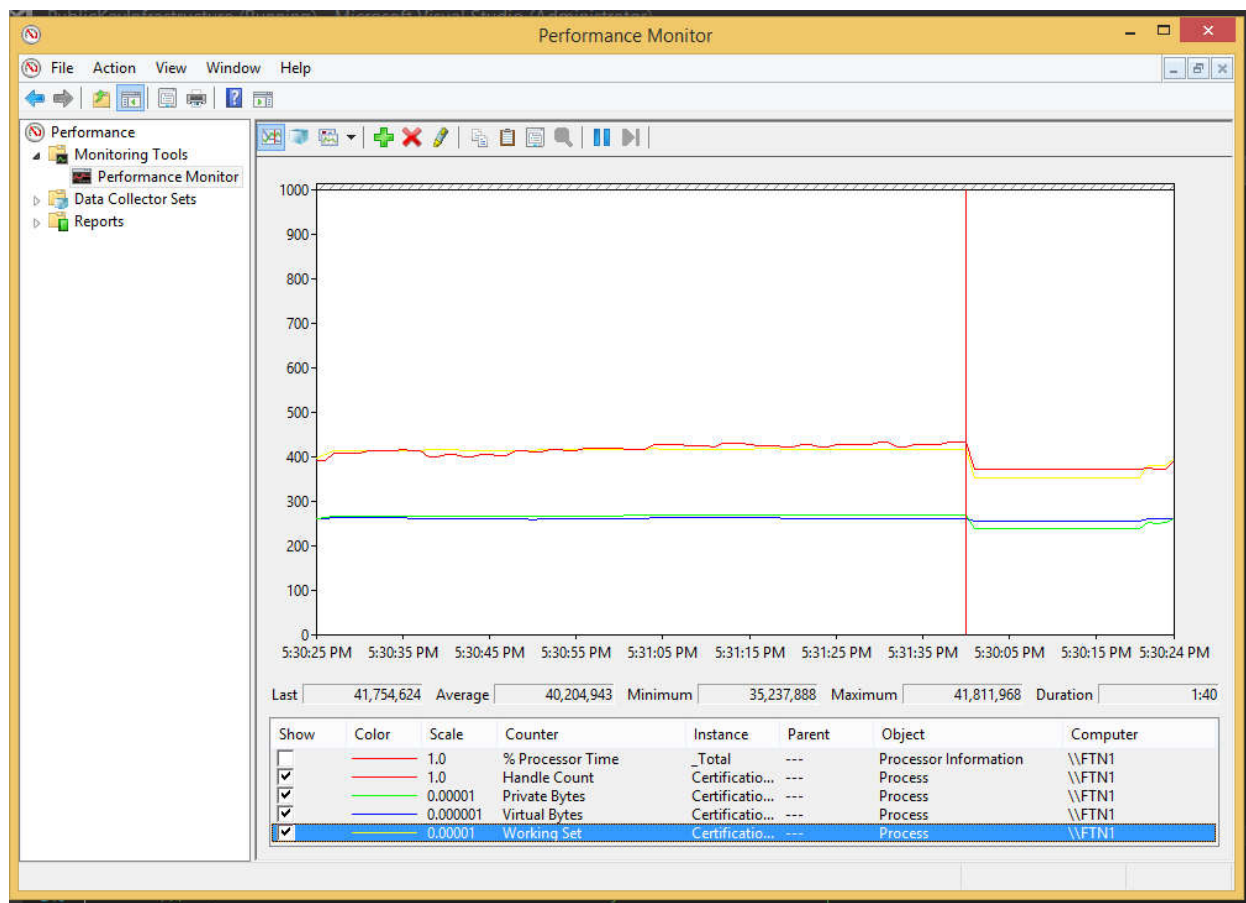 PublicKeyInfrastructure (Running) - Microsoft Visual Studio (Administrator)
Performance Monitor
File Action View Window Help
Performance
Monitoring Tools
Performance Monitor
Data Collector Sets
Reports
1000
900
800
700
600
500
400
300
200
100
0
5:30:25 PM 5:30:35 PM 5:30:45 PM 5:30:55 PM 5:31:05 PM 5:31:15 PM 5:31:25 PM 5:31:35 PM 5:30:05 PM 5:30:15 PM 5:30:24 PM
Last 41,754,624 Average 40,204,943 Minimum 35,237,888 Maximum 41,811,968 Duration 1:40
Show Color Scale Counter Instance Parent Object Computer
1.0 % Processor Time _Total --- Processor Information \\FTN1
1.0 Handle Count Certificatio... --- Process \\FTN1
0.00001 Private Bytes Certificatio... --- Process \\FTN1
0.000001 Virtual Bytes Certificatio... --- Process \\FTN1
0.00001 Working Set Certificatio... --- Process \\FTN1